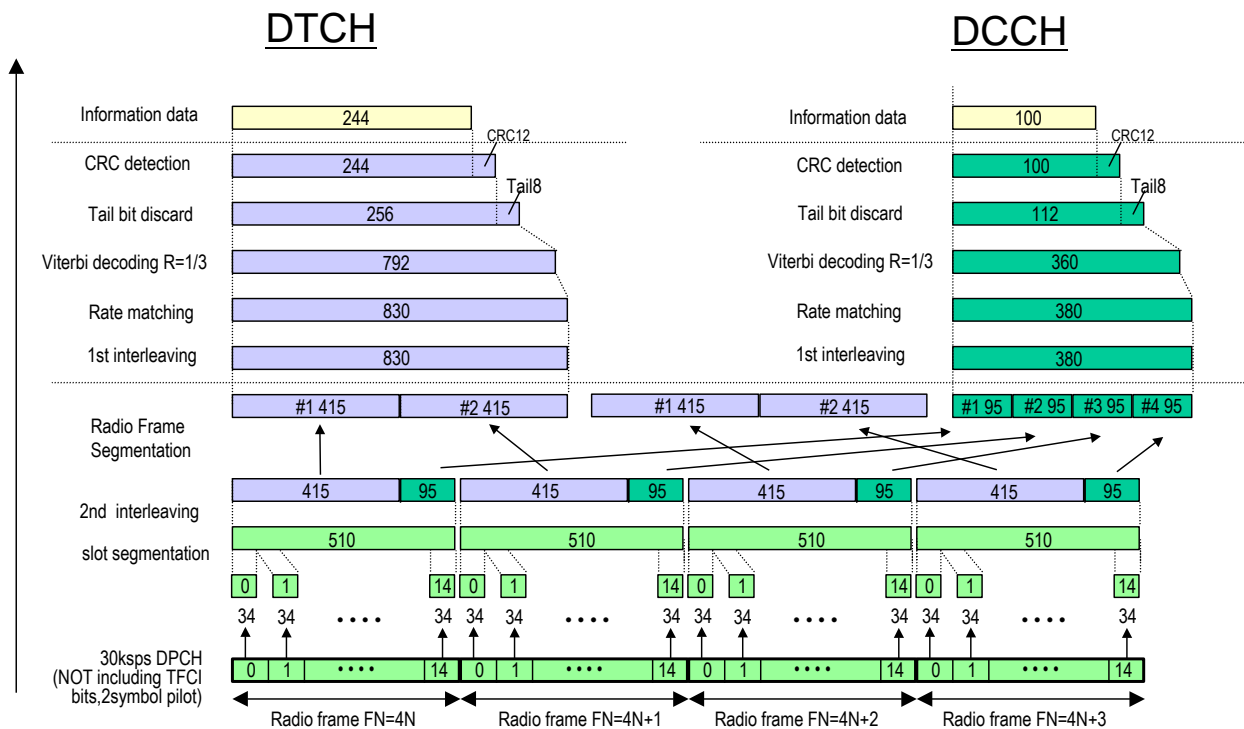 DTCH DCCH
Information data 244 Information data 100
CRC12 CRC12
CRC detection 244 CRC detection 100
Tail8 Tail8
Tail bit discard 256 Tail bit discard 112
Viterbi decoding R=1/3 792 Viterbi decoding R=1/3 360
Rate matching 830 Rate matching 380
1st interleaving 830 1st interleaving 380
#1 415 #2 415 #1 415 #2 415 #1 95 #2 95 #3 95 #4 95
Radio Frame
Segmentation
415 95 415 95 415 95 415 95
2nd interleaving
slot segmentation 510 510 510 510
0 1 14 0 1 14 0 1 14 0 1 14
34 34 •••• 34 34 34 •••• 34 34 34 •••• 34 34 34 •••• 34
30ksps DPCH
(NOT including TFCI
bits,2symbol pilot)
0 1 •••• 14 0 1 •••• 14 0 1 •••• 14 0 1 •••• 14
Radio frame FN=4N Radio frame FN=4N+1 Radio frame FN=4N+2 Radio frame FN=4N+3